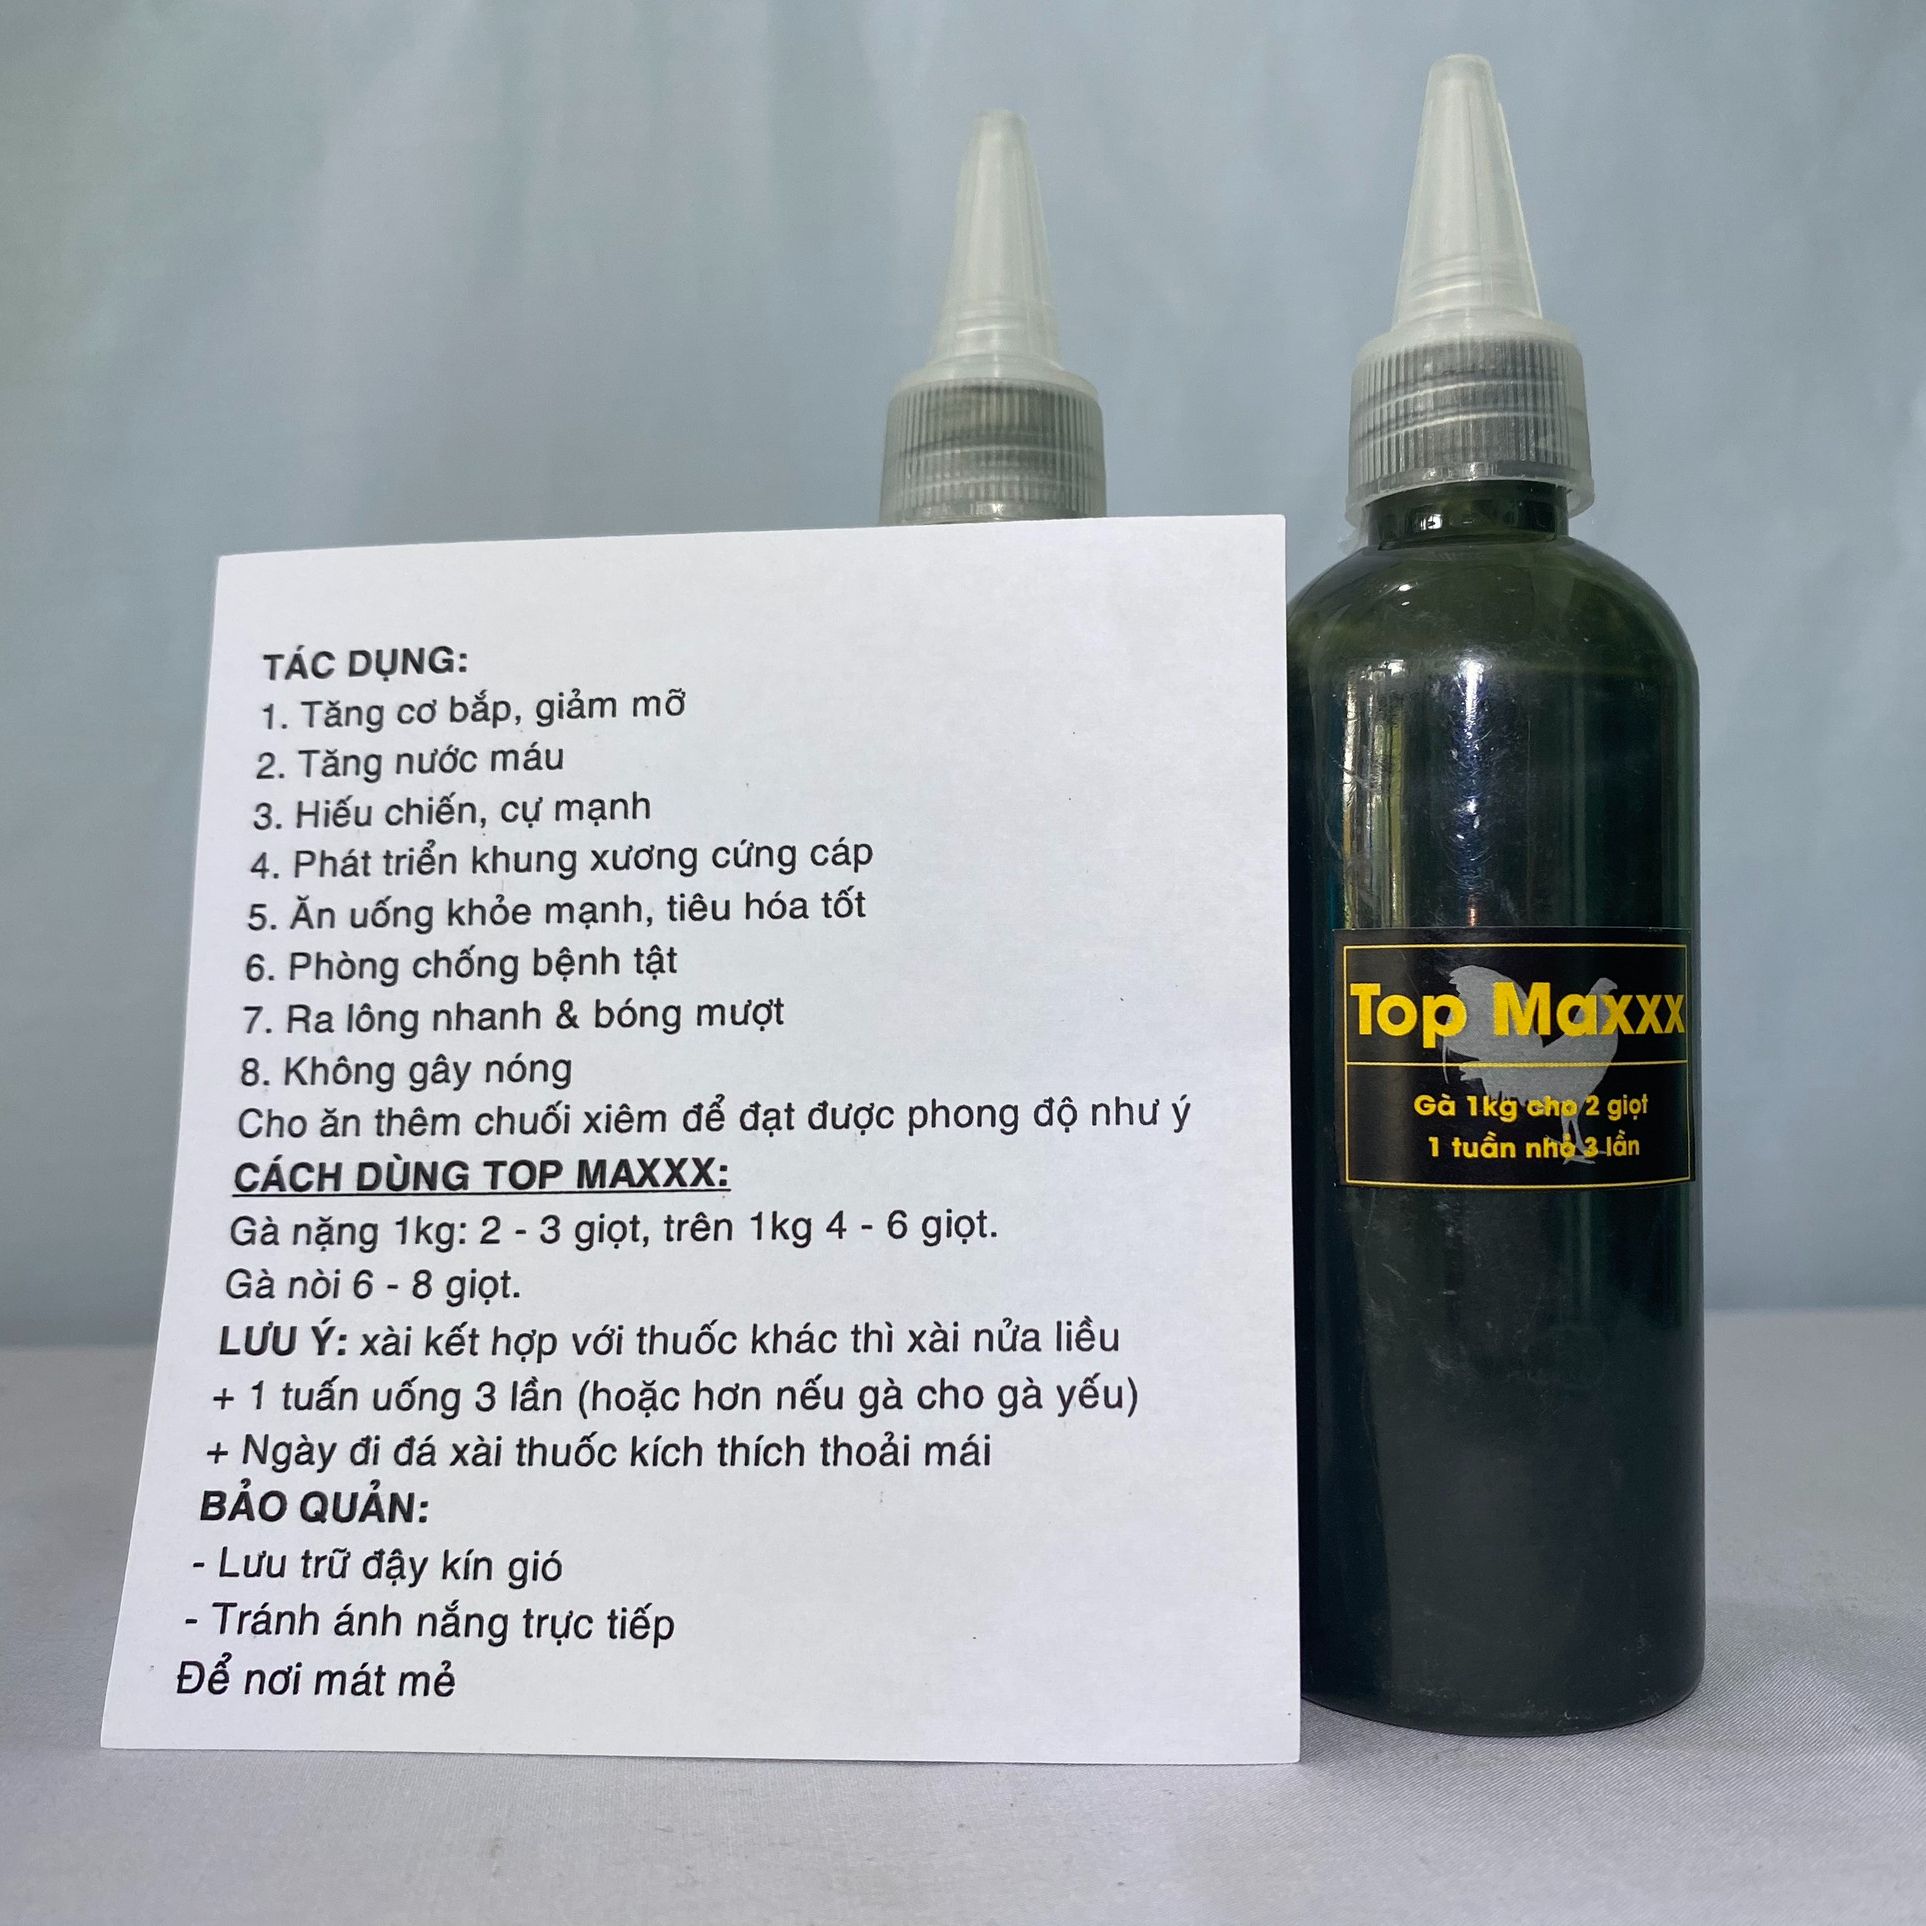 TÁC DỤNG:
1. Tăng cơ bắp, giảm mỡ
2. Tăng nước máu
3. Hiếu chiến, cự mạnh
4. Phát triển khung xương cứng cáp
5. Ăn uống khỏe mạnh, tiêu hóa tốt
6. Phòng chống bệnh tật
7. Ra lông nhanh & bóng mượt
8. Không gây nóng
Cho ăn thêm chuối xiêm để đạt được phong độ như ý
CÁCH DÙNG TOP MAXXX:
Gà nặng 1kg: 2 - 3 giọt, trên 1kg 4 - 6 giọt.
Gà nòi 6 - 8 giọt.
LƯU Ý: xài kết hợp với thuốc khác thì xài nửa liều
+ 1 tuấn uống 3 lần (hoặc hơn nếu gà cho gà yếu)
+ Ngày đi đá xài thuốc kích thích thoải mái
BẢO QUẢN:
- Lưu trữ đậy kín gió
- Tránh ánh nắng trực tiếp
Để nơi mát mẻ
Top Maxxx
Gà 1kg cho 2 giọt
1 tuần nhỏ 3 lần